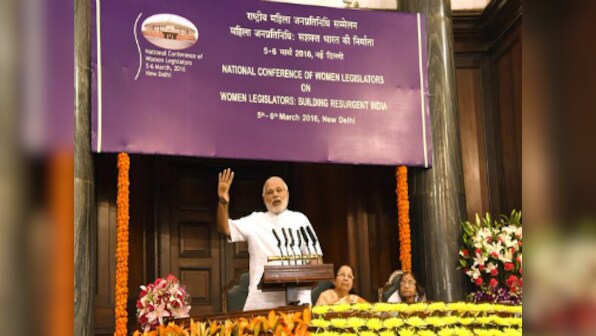 National Conference of
Women Legislators
5-6 March, 2016
New Delhi
राष्ट्रीय महिला जनप्रतिनिधि सम्मेलन
महिला जनप्रतिनिधि: सशक्त भारत की निर्माता
5-6 मार्च 2016, नई दिल्ली
NATIONAL CONFERENCE OF WOMEN LEGISLATORS
ON
WOMEN LEGISLATORS: BUILDING RESURGENT INDIA
5th-6th March 2016, New Delhi